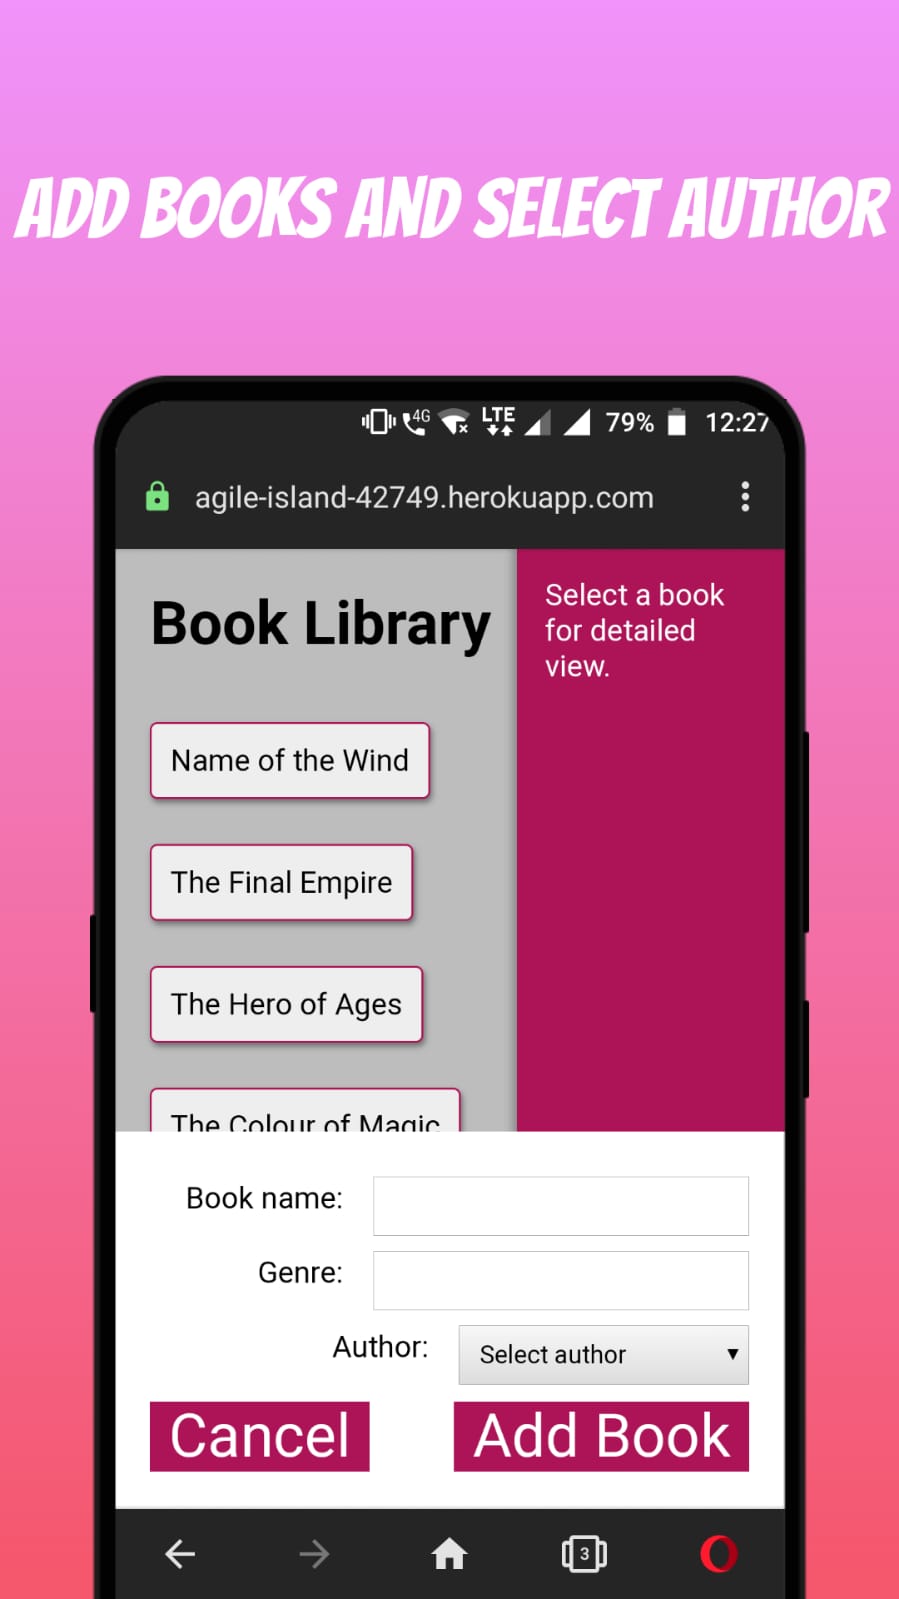 ADD BOOKS AND SELECT AUTHOR
4G LTE 79% 12:27
agile-island-42749.herokuapp.com
Book Library
Select a book
for detailed
view.
Name of the Wind
The Final Empire
The Hero of Ages
The Colour of Magic
Book name:
Genre:
Author: Select author
Cancel Add Book
3